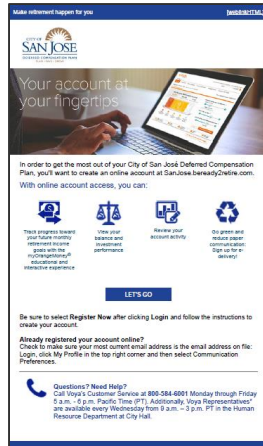 Make retirement happen for you
[weblinkHTML]
CITY OF
SAN JOSE
DEFERRED COMPENSATION PLAN
Your account at
your fingertips
In order to get the most out of your City of San José Deferred Compensation
Plan, you'll want to create an online account at SanJose.beready2retire.com.
With online account access, you can:
Track progress toward
your future monthly
retirement income
goals with the
myOrangeMoney®
educational and
interactive experience
View your
balance and
investment
performance
Review your
account activity
Go green and
reduce paper
communication:
Sign up for e-
delivery!
LET'S GO
Be sure to select Register Now after clicking Login and follow the instructions to
create your account.
Already registered your account online?
Check to make sure your most current email address is the email address on file:
Login, click My Profile in the top right corner and then select Communication
Preferences.
Questions? Need Help?
Call Voya's Customer Service at 800-584-6001 Monday through Friday
5 a.m. - 6 p.m. Pacific Time (PT). Additionally, Voya Representatives*
are available every Wednesday from 9 a.m. – 3 p.m. PT in the Human
Resource Department at City Hall.